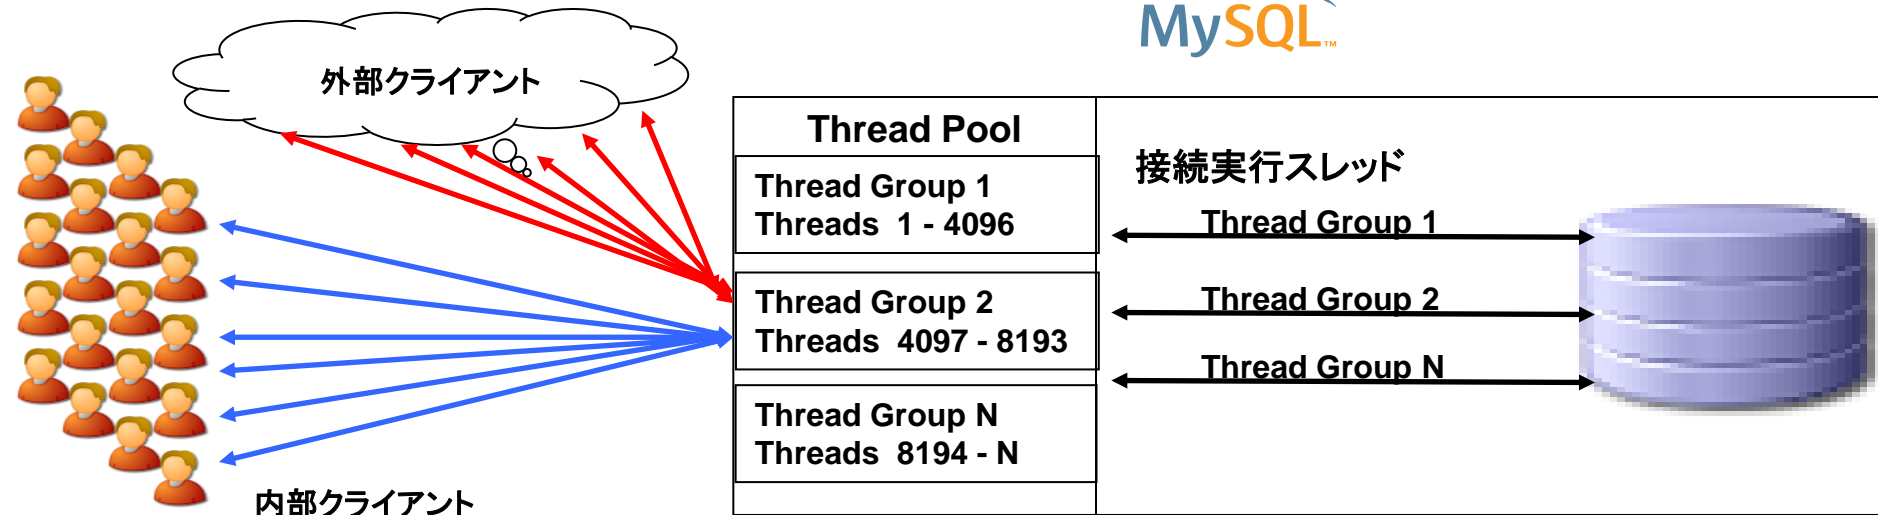 MySQL™
外部クライアント
Thread Pool
Thread Group 1
Threads 1 - 4096
Thread Group 2
Threads 4097 - 8193
Thread Group N
Threads 8194 - N
接続実行スレッド
Thread Group 1
Thread Group 2
Thread Group N
内部クライアント